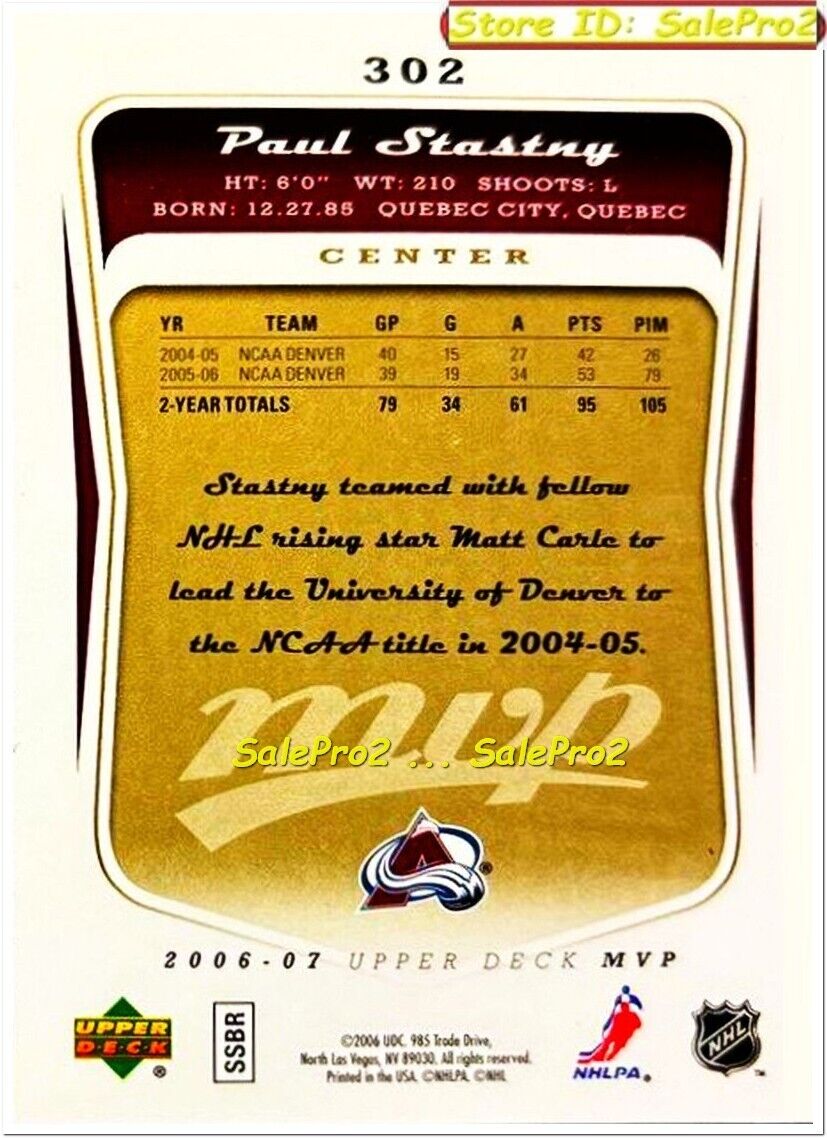 Store ID: SalePro2
302
Paul Stastny
HT: 6'0" WT: 210 SHOOTS: L
BORN: 12.27.85 QUEBEC CITY, QUEBEC
CENTER
YR TEAM GP G A PTS PIM
2004-05 NCAA DENVER 40 15 27 42 26
2005-06 NCAA DENVER 39 19 34 53 79
2-YEAR TOTALS 79 34 61 95 105
Stastny teamed with fellow
NHL rising star Matt Carle to
lead the University of Denver to
the NCAA title in 2004-05.
mvp
SalePro2 ... SalePro2
A ®
2006-07 UPPER DECK MVP
UPPER
D·E·C·K ®
SSBR
©2006 UDC. 985 Trade Drive,
North Las Vegas, NV 89030. All rights reserved.
Printed in the USA. ©NHLPA. ©NHL
NHLPA®
NHL ™